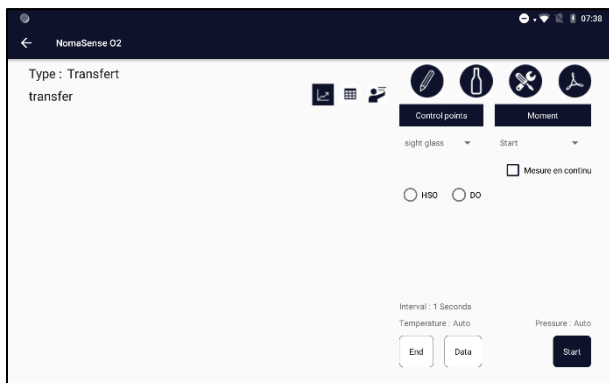 07:38
NomaSense O2
Type : Transfert
transfer
Control points
Moment
sight glass
Start
Mesure en continu
HSO
DO
Interval : 1 Seconds
Temperature : Auto
Pressure : Auto
End
Data
Start